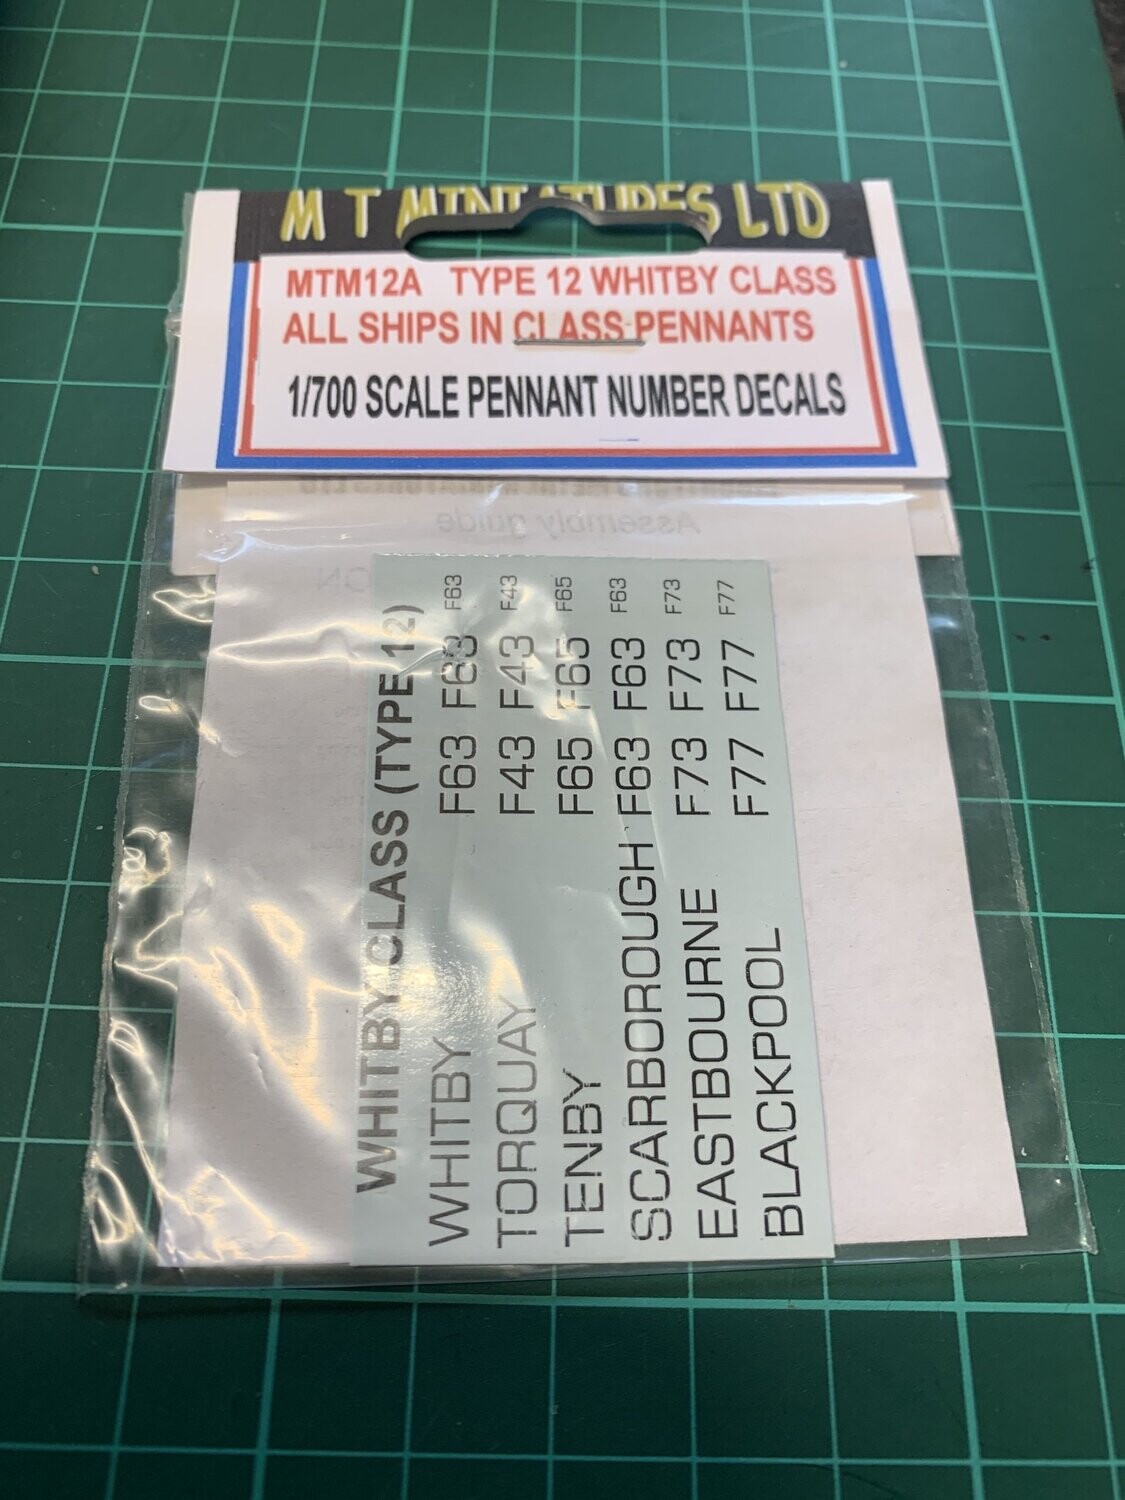 M T MINIATURES LTD
MTM12A TYPE 12 WHITBY CLASS
ALL SHIPS IN CLASS PENNANTS
1/700 SCALE PENNANT NUMBER DECALS
Assembly guide
WHITBY CLASS (TYPE 12)
WHITBY F63 F63 F63
TORQUAY F43 F43 F43
TENBY F65 F65 F65
SCARBOROUGH F63 F63 F63
EASTBOURNE F73 F73 F73
BLACKPOOL F77 F77 F77